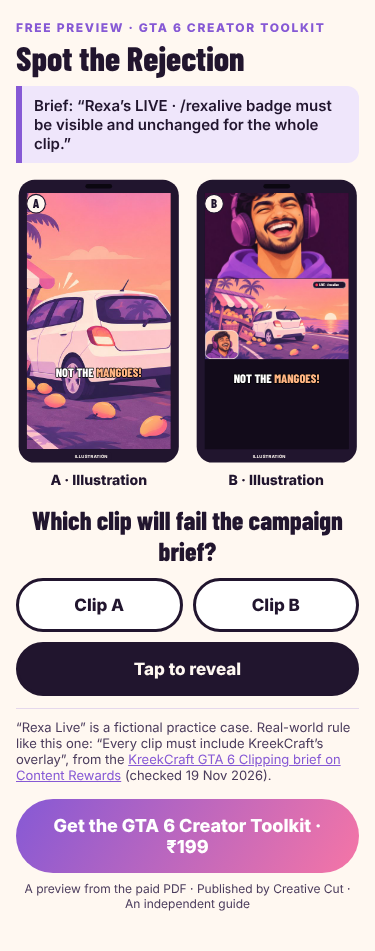 FREE PREVIEW · GTA 6 CREATOR TOOLKIT
Spot the Rejection
Brief: “Rexa’s LIVE · /rexalive badge must
be visible and unchanged for the whole
clip.”
A
NOT THE MANGOES!
ILLUSTRATION
B
LIVE · /rexalive
NOT THE MANGOES!
ILLUSTRATION
A · Illustration
B · Illustration
Which clip will fail the campaign
brief?
Clip A
Clip B
Tap to reveal
“Rexa Live” is a fictional practice case. Real-world rule
like this one: “Every clip must include KreekCraft’s
overlay”, from the KreekCraft GTA 6 Clipping brief on
Content Rewards (checked 19 Nov 2026).
Get the GTA 6 Creator Toolkit ·
₹199
A preview from the paid PDF · Published by Creative Cut ·
An independent guide